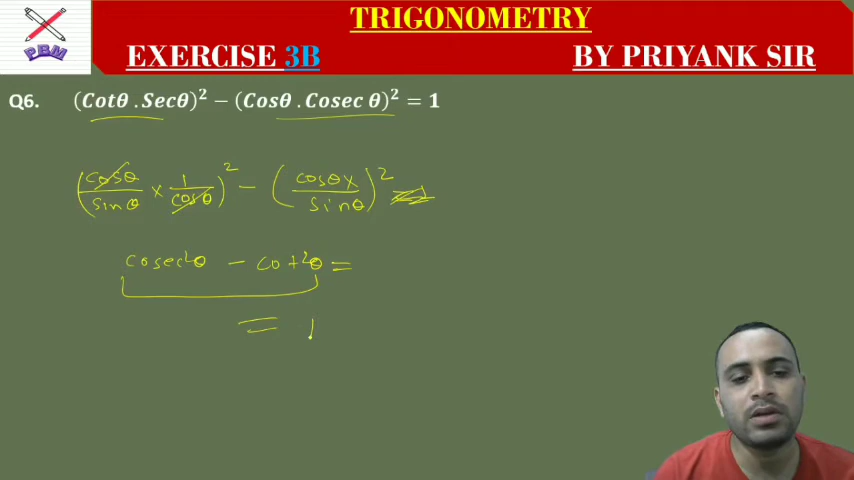 TRIGONOMETRY
EXERCISE 3B BY PRIYANK SIR
PBM
Q6. (Cotθ .Secθ)² − (Cosθ .Cosec θ)² = 1
(cosθ/sinθ × 1/cosθ)² − (cosθ×/sinθ)²
cosec²θ − cot²θ =
= 1